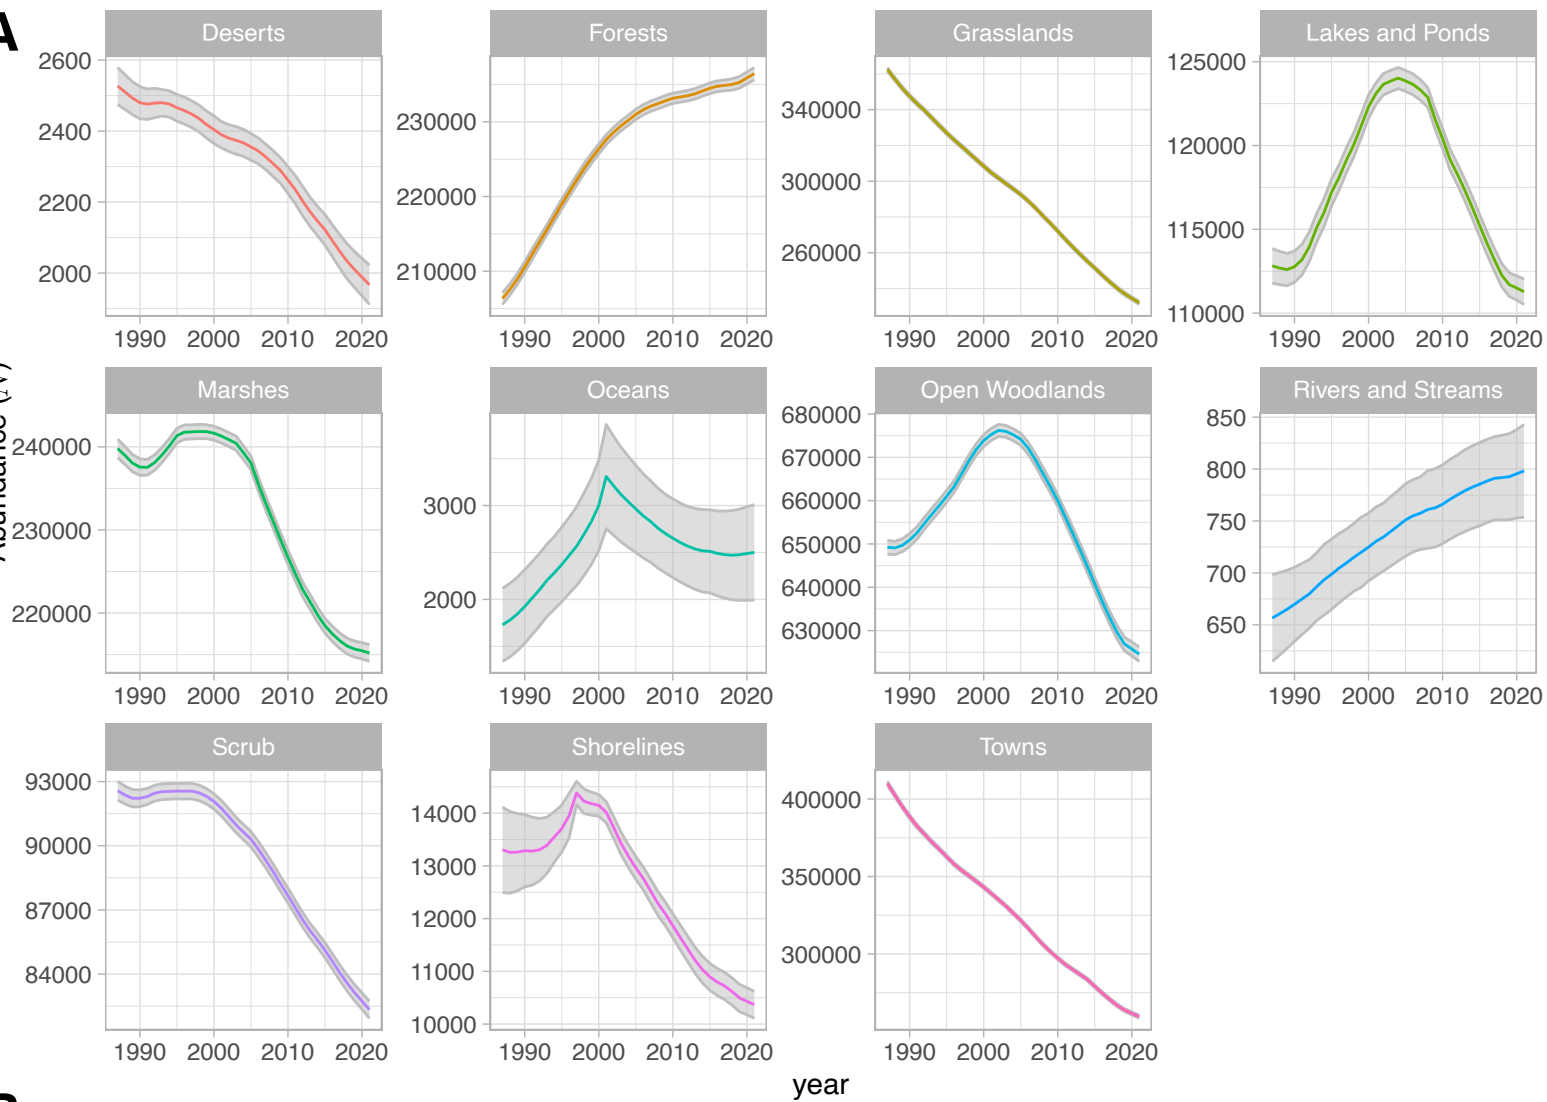 A
Deserts Forests Grasslands Lakes and Ponds
2600
2400
2200
2000
1990 2000 2010 2020
230000
220000
210000
1990 2000 2010 2020
340000
300000
260000
1990 2000 2010 2020
125000
120000
115000
110000
1990 2000 2010 2020
Marshes Oceans Open Woodlands Rivers and Streams
240000
230000
220000
1990 2000 2010 2020
3000
2000
1990 2000 2010 2020
680000
670000
660000
650000
640000
630000
1990 2000 2010 2020
850
800
750
700
650
1990 2000 2010 2020
Scrub Shorelines Towns
93000
90000
87000
84000
1990 2000 2010 2020
14000
13000
12000
11000
10000
1990 2000 2010 2020
400000
350000
300000
1990 2000 2010 2020
Abundance (N)
year